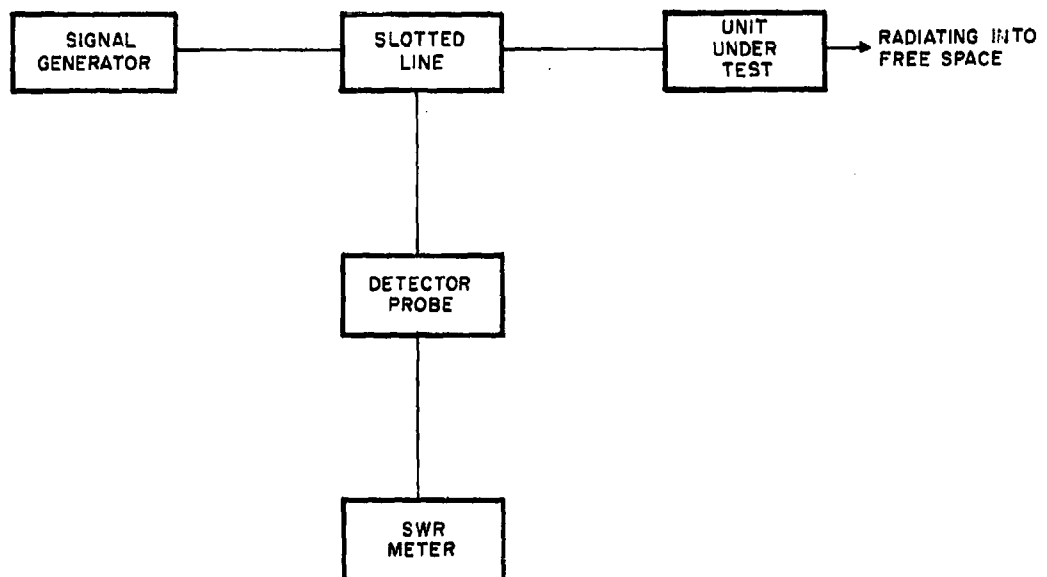 SIGNAL
GENERATOR
SLOTTED
LINE
UNIT
UNDER
TEST
RADIATING INTO
FREE SPACE
DETECTOR
PROBE
SWR
METER